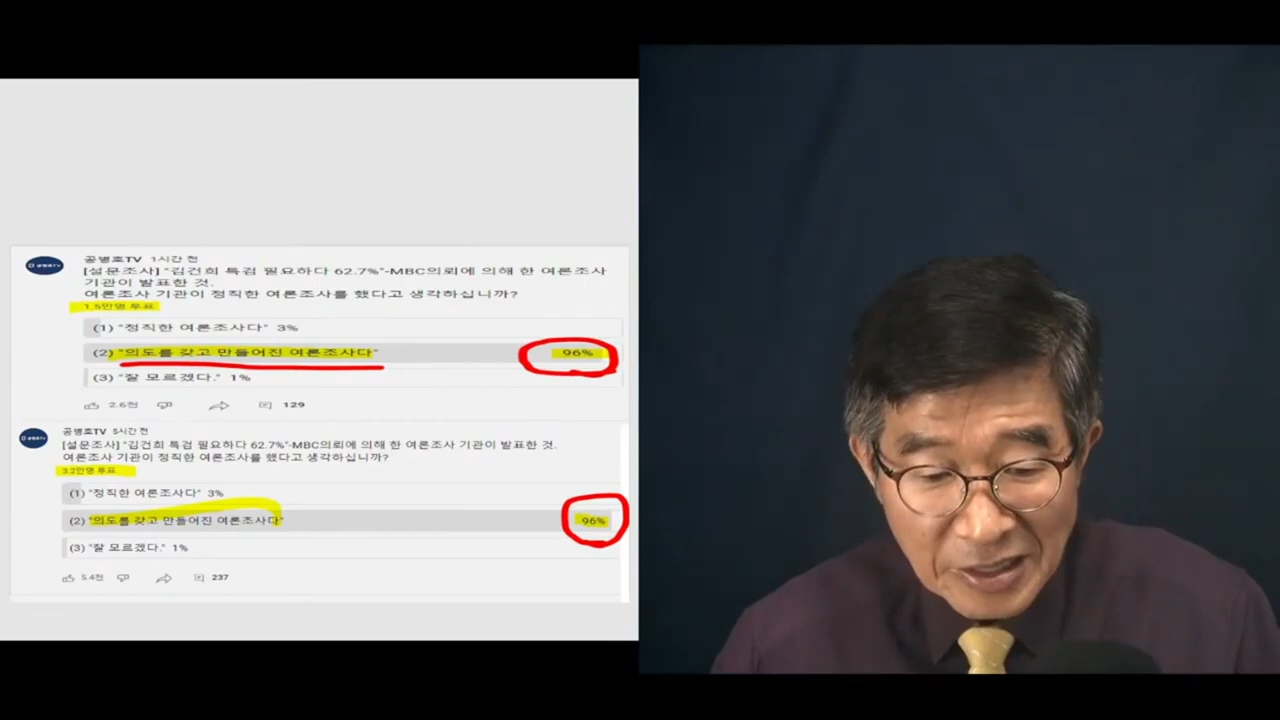 공병호TV 1시간 전
[설문조사] "김건희 특검 필요하다 62.7%"-MBC의뢰에 의해 한 여론조사
기관이 발표한 것.
여론조사 기관이 정직한 여론조사를 했다고 생각하십니까?
1.5만명 투표
(1) "정직한 여론조사다" 3%
(2) "의도를 갖고 만들어진 여론조사다" 96%
(3) "잘 모르겠다." 1%
2.6천 129
공병호TV 5시간 전
[설문조사] "김건희 특검 필요하다 62.7%"-MBC의뢰에 의해 한 여론조사 기관이 발표한 것.
여론조사 기관이 정직한 여론조사를 했다고 생각하십니까?
3.2만명 투표
(1) "정직한 여론조사다" 3%
(2) "의도를 갖고 만들어진 여론조사다" 96%
(3) "잘 모르겠다." 1%
5.4천 237